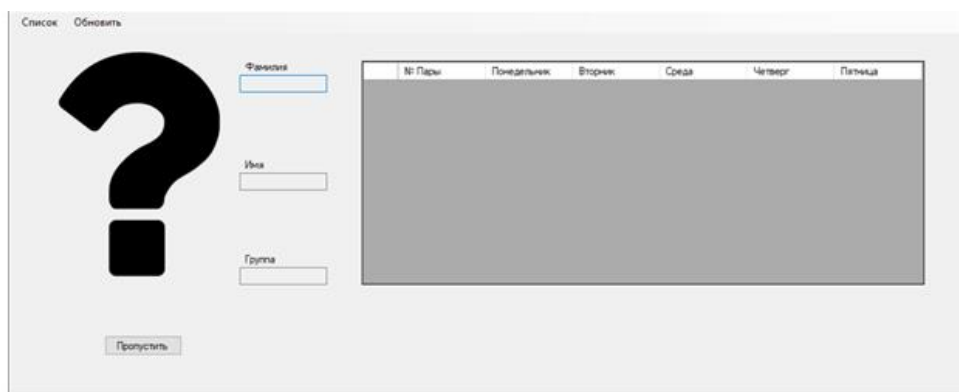 Список Обновить
Фамилия
№ Пары Понедельник Вторник Среда Четверг Пятница
Имя
Группа
Пропустить